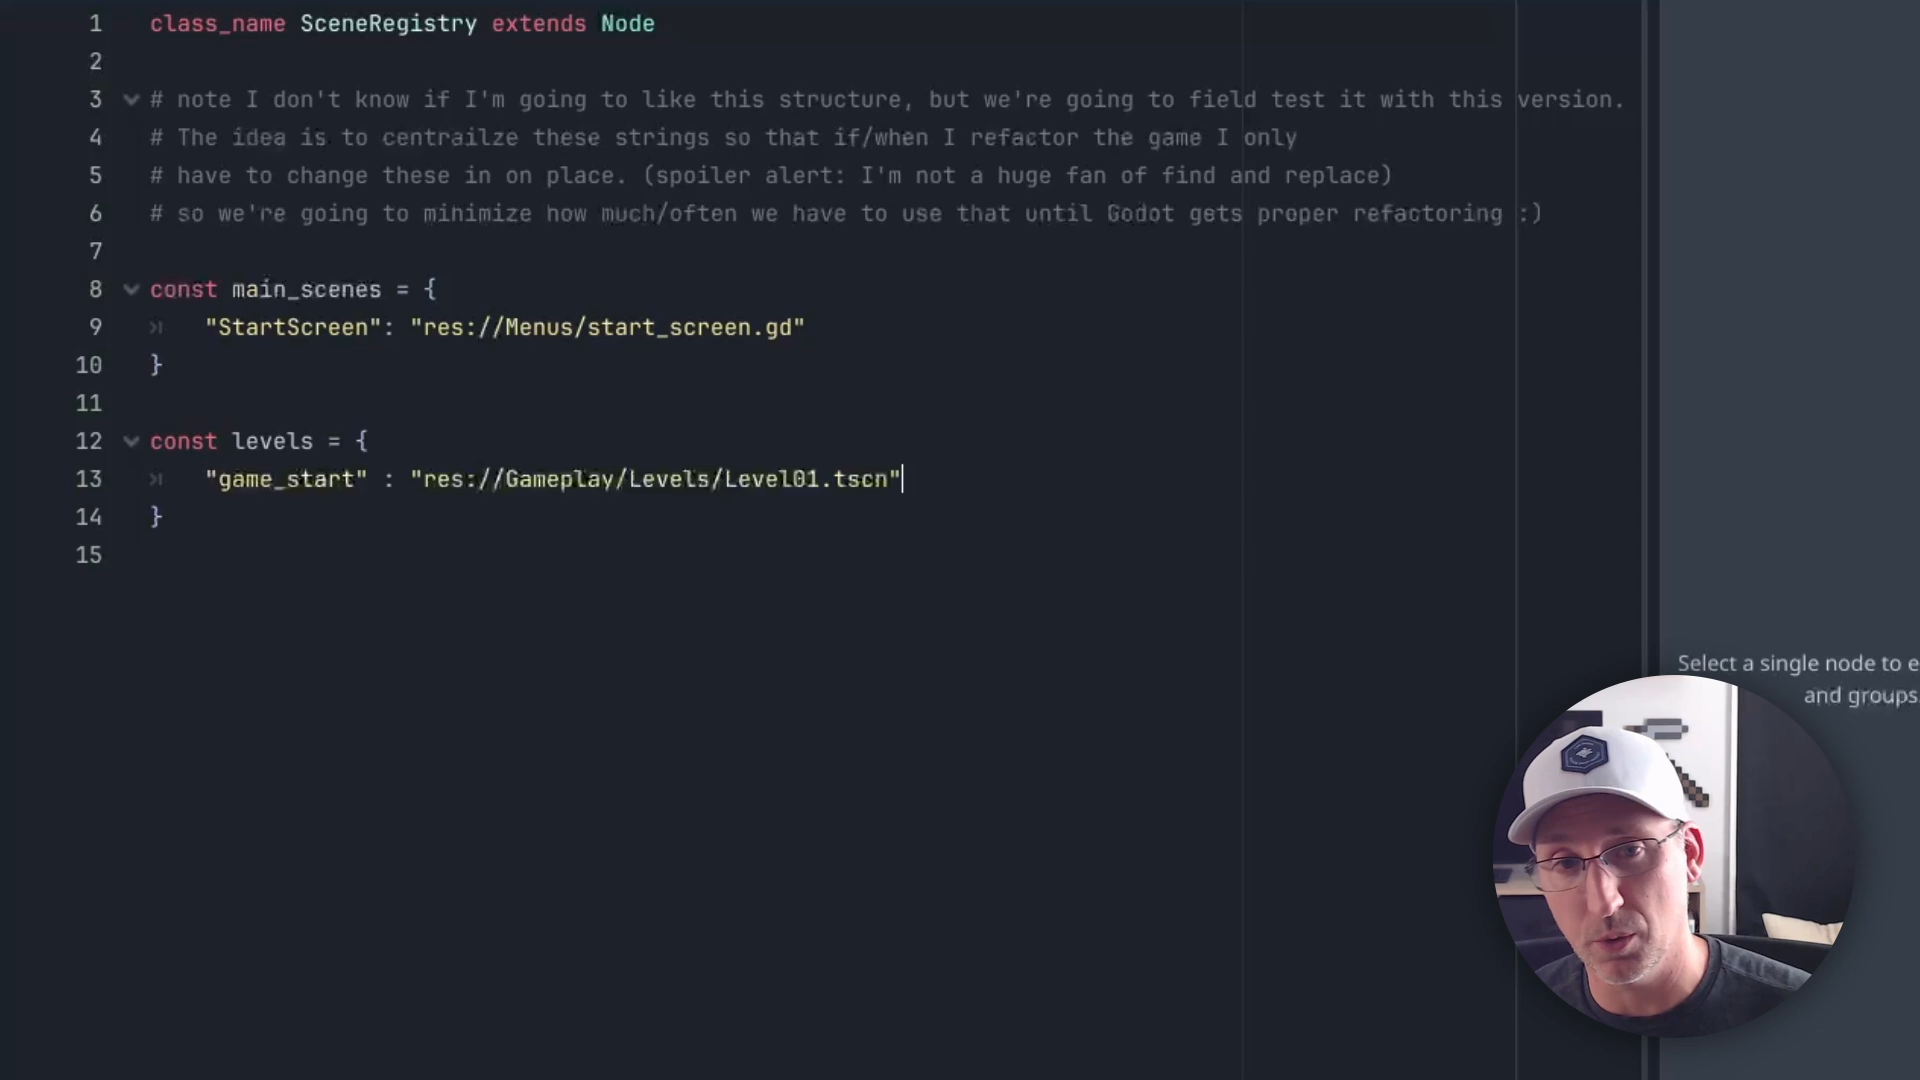 1 class_name SceneRegistry extends Node
2
3 # note I don't know if I'm going to like this structure, but we're going to field test it with this version.
4 # The idea is to centrailze these strings so that if/when I refactor the game I only
5 # have to change these in on place. (spoiler alert: I'm not a huge fan of find and replace)
6 # so we're going to minimize how much/often we have to use that until Godot gets proper refactoring :)
7
8 const main_scenes = {
9 "StartScreen": "res://Menus/start_screen.gd"
10 }
11
12 const levels = {
13 "game_start" : "res://Gameplay/Levels/Level01.tscn"
14 }
15
Select a single node to e
and groups.